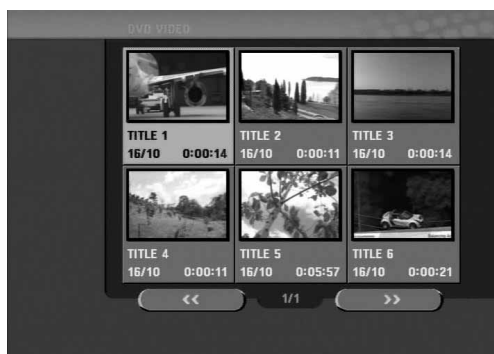 DVD VIDEO
TITLE 1
16/10 0:00:14
TITLE 2
16/10 0:00:11
TITLE 3
16/10 0:00:14
TITLE 4
16/10 0:00:11
TITLE 5
16/10 0:05:57
TITLE 6
16/10 0:00:21
<< 1/1 >>